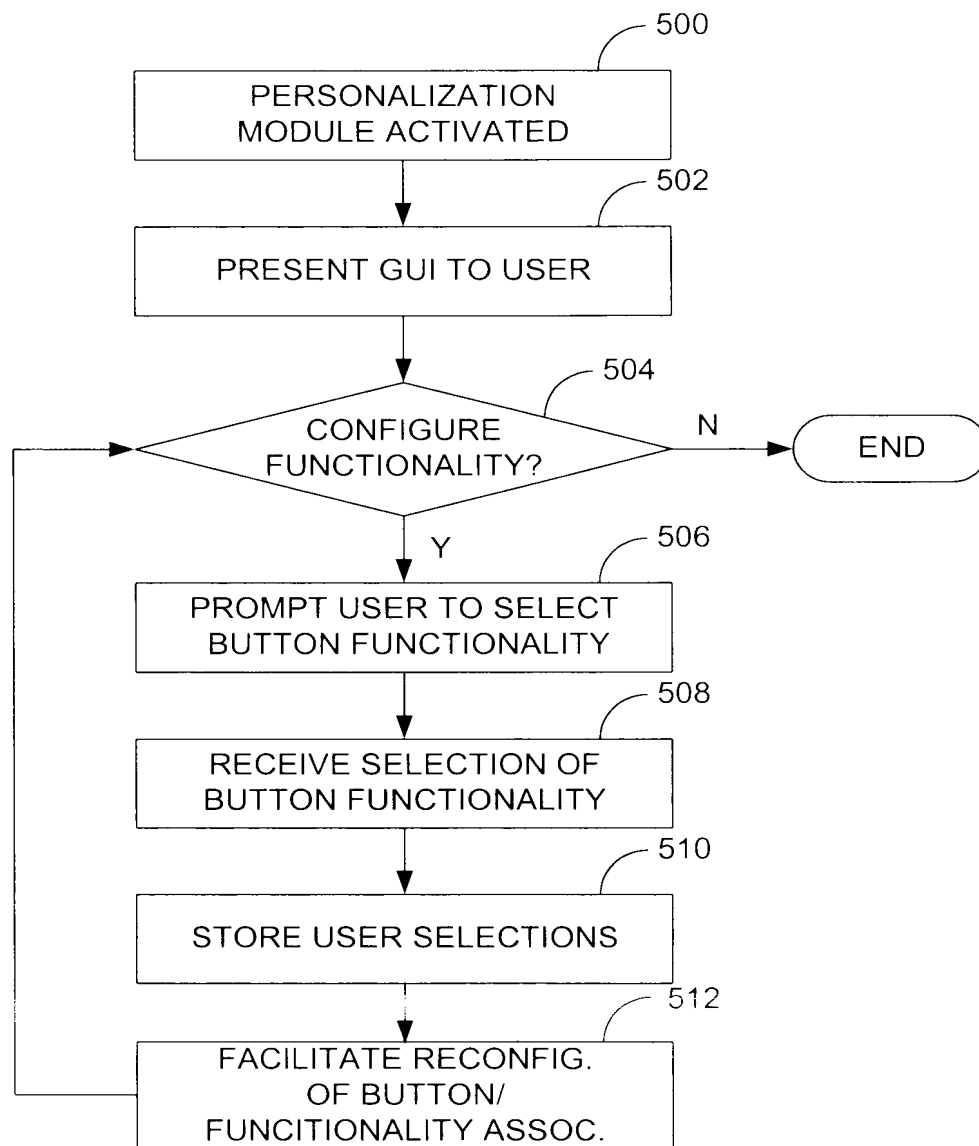 500
PERSONALIZATION
MODULE ACTIVATED
502
PRESENT GUI TO USER
504
CONFIGURE
FUNCTIONALITY?
N
END
Y
506
PROMPT USER TO SELECT
BUTTON FUNCTIONALITY
508
RECEIVE SELECTION OF
BUTTON FUNCTIONALITY
510
STORE USER SELECTIONS
512
FACILITATE RECONFIG.
OF BUTTON/
FUNCITIONALITY ASSOC.